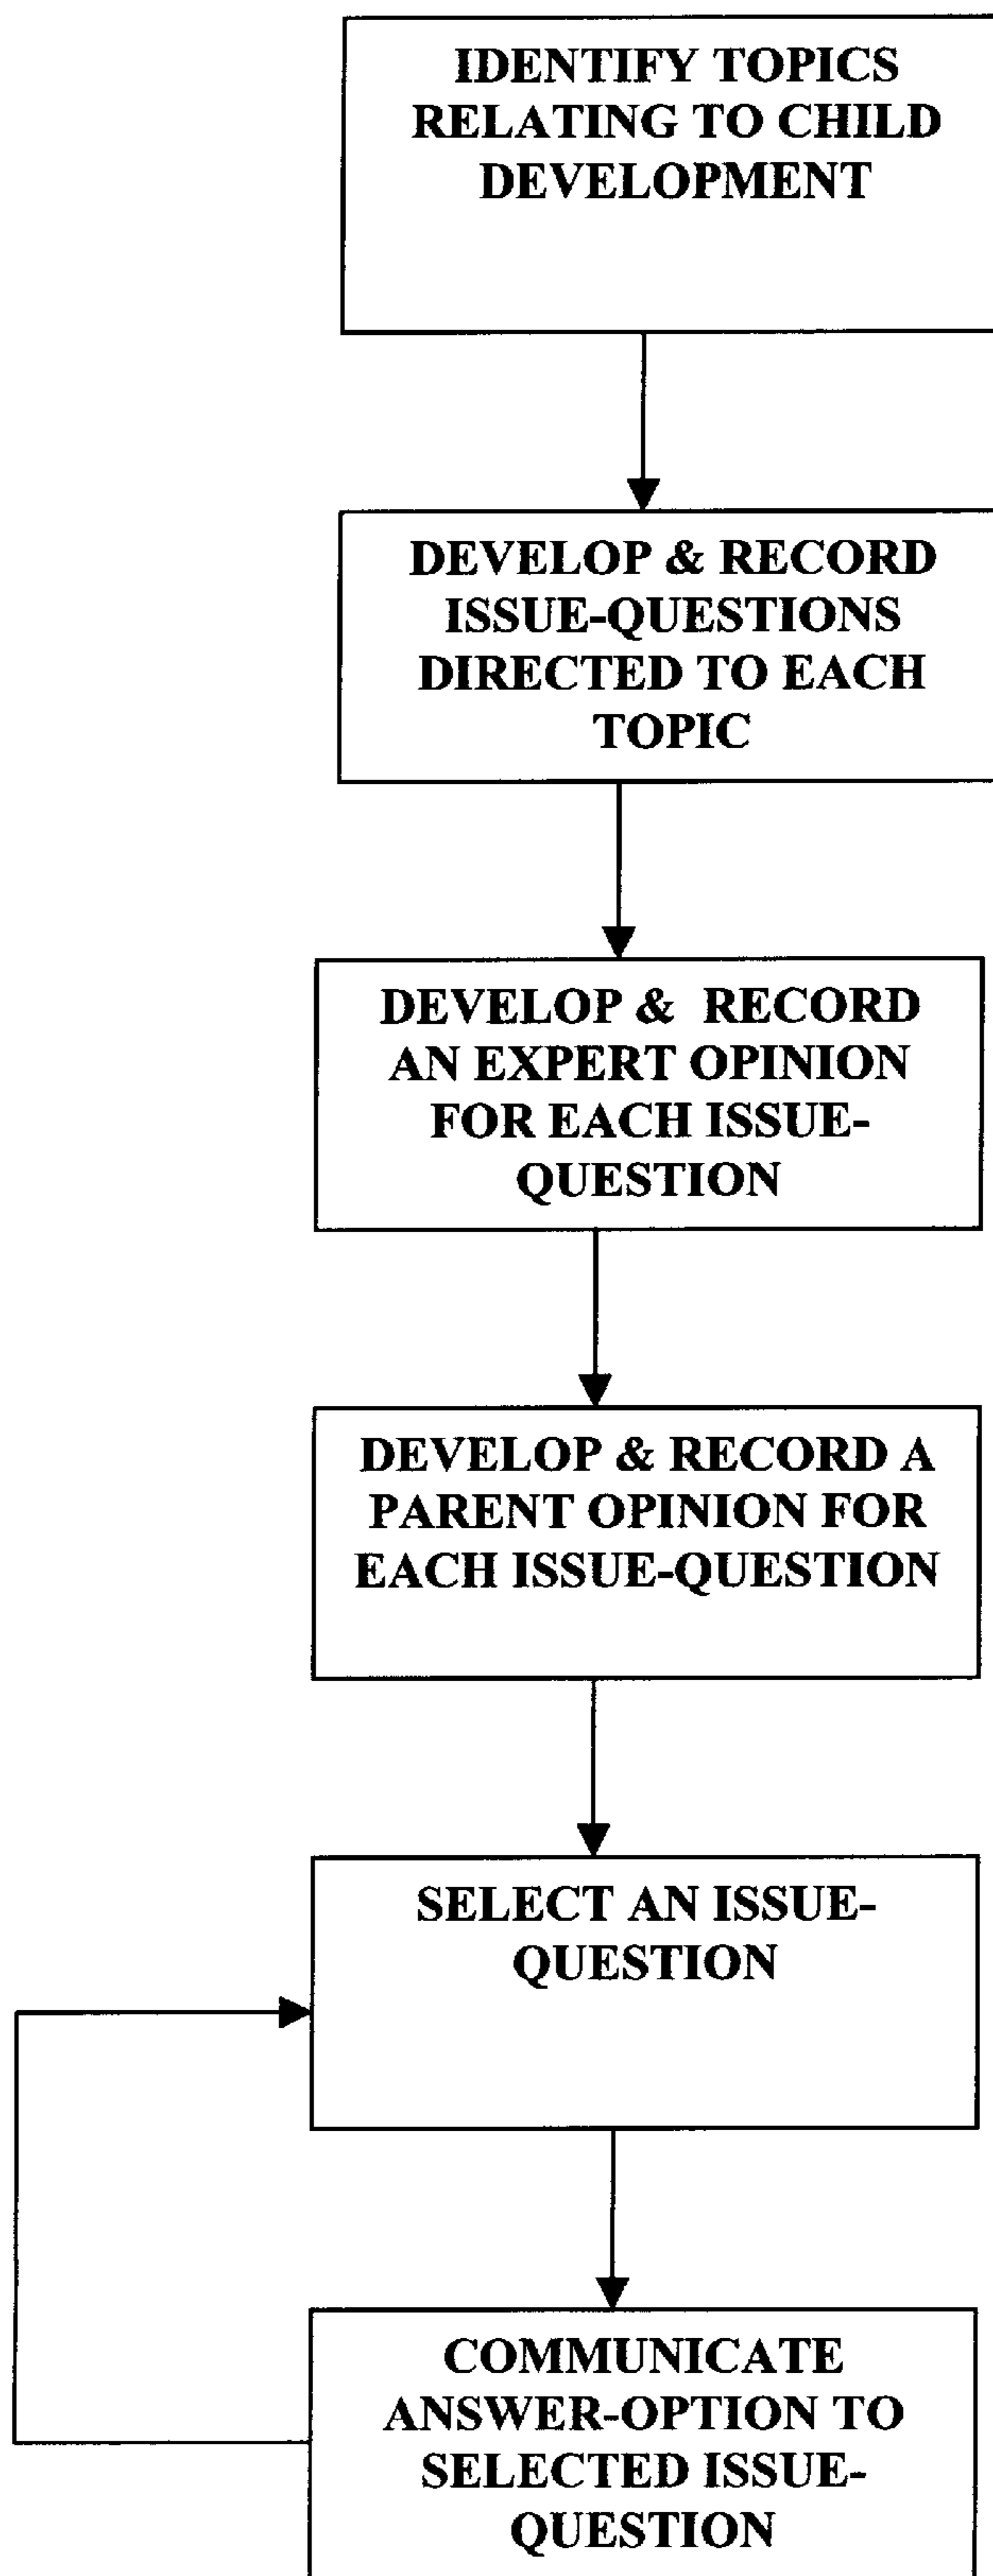 IDENTIFY TOPICS
RELATING TO CHILD
DEVELOPMENT
DEVELOP & RECORD
ISSUE-QUESTIONS
DIRECTED TO EACH
TOPIC
DEVELOP & RECORD
AN EXPERT OPINION
FOR EACH ISSUE-
QUESTION
DEVELOP & RECORD A
PARENT OPINION FOR
EACH ISSUE-QUESTION
SELECT AN ISSUE-
QUESTION
COMMUNICATE
ANSWER-OPTION TO
SELECTED ISSUE-
QUESTION